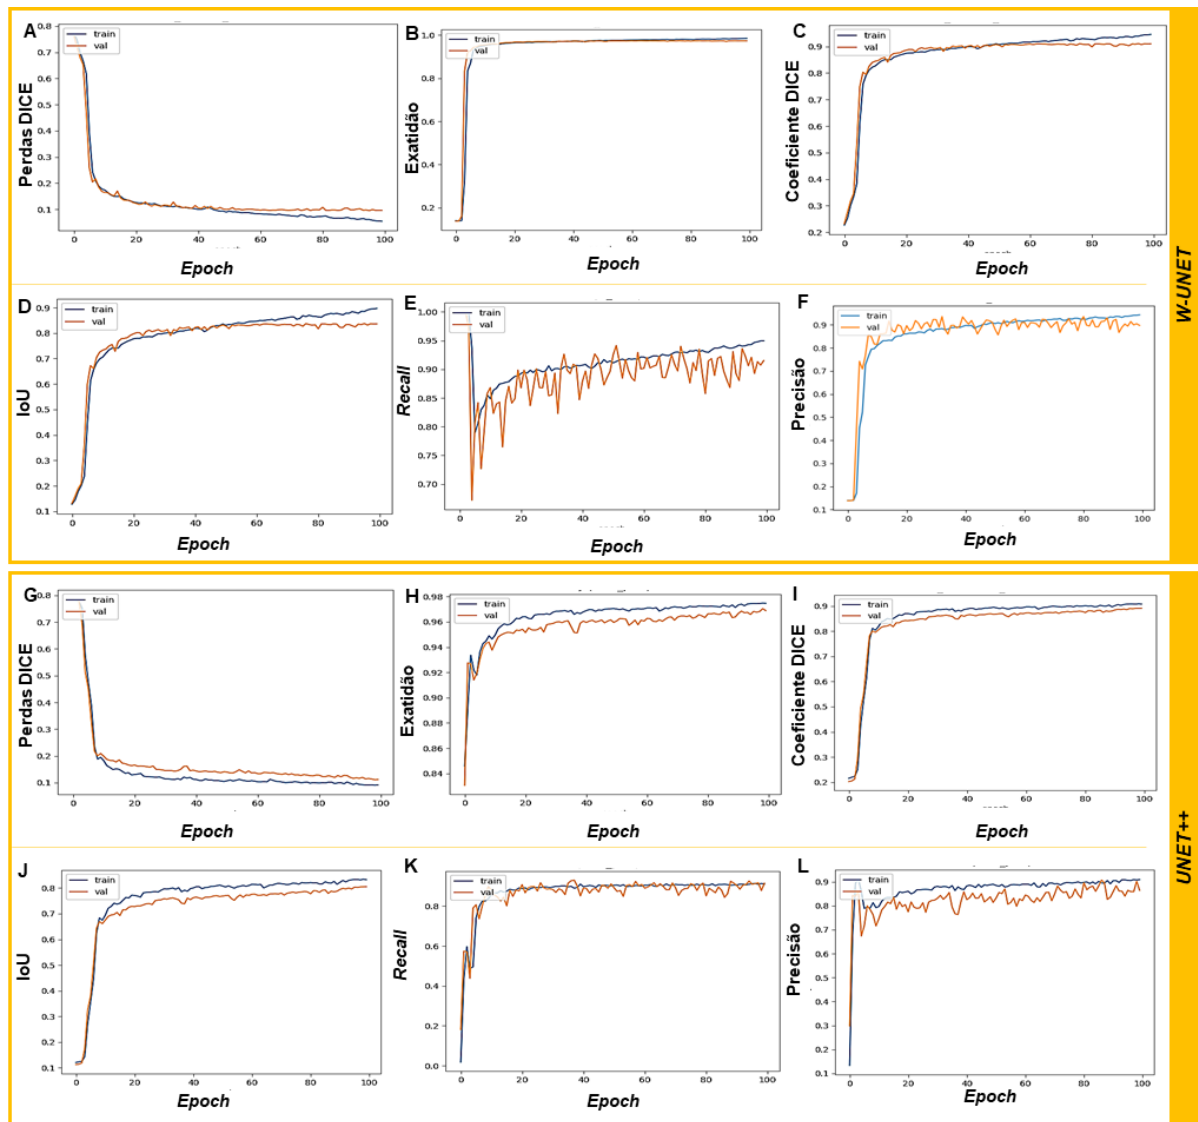 A
Perdas DICE
0.8
0.7
0.6
0.5
0.4
0.3
0.2
0.1
train
val
0 20 40 60 80 100
Epoch
B
Exatidão
1.0
0.8
0.6
0.4
0.2
train
val
0 20 40 60 80 100
C
Coeficiente DICE
0.9
0.8
0.7
0.6
0.5
0.4
0.3
0.2
train
val
0 20 40 60 80 100
Epoch
W-UNET
D
IoU
0.9
0.8
0.7
0.6
0.5
0.4
0.3
0.2
0.1
train
val
0 20 40 60 80 100
Epoch
E
Recall
1.00
0.95
0.90
0.85
0.80
0.75
0.70
train
val
0 20 40 60 80 100
Epoch
F
Precisão
0.9
0.8
0.7
0.6
0.5
0.4
0.3
0.2
0.1
train
val
0 20 40 60 80 100
Epoch
G
Perdas DICE
0.8
0.7
0.6
0.5
0.4
0.3
0.2
0.1
train
val
0 20 40 60 80 100
Epoch
H
Exatidão
0.98
0.96
0.94
0.92
0.90
0.88
0.86
0.84
train
val
0 20 40 60 80 100
Epoch
I
Coeficiente DICE
0.9
0.8
0.7
0.6
0.5
0.4
0.3
0.2
train
val
0 20 40 60 80 100
Epoch
UNET++
J
IoU
0.8
0.7
0.6
0.5
0.4
0.3
0.2
0.1
train
val
0 20 40 60 80 100
Epoch
K
Recall
0.8
0.6
0.4
0.2
0.0
train
val
0 20 40 60 80 100
Epoch
L
Precisão
0.9
0.8
0.7
0.6
0.5
0.4
0.3
0.2
0.1
train
val
0 20 40 60 80 100
Epoch